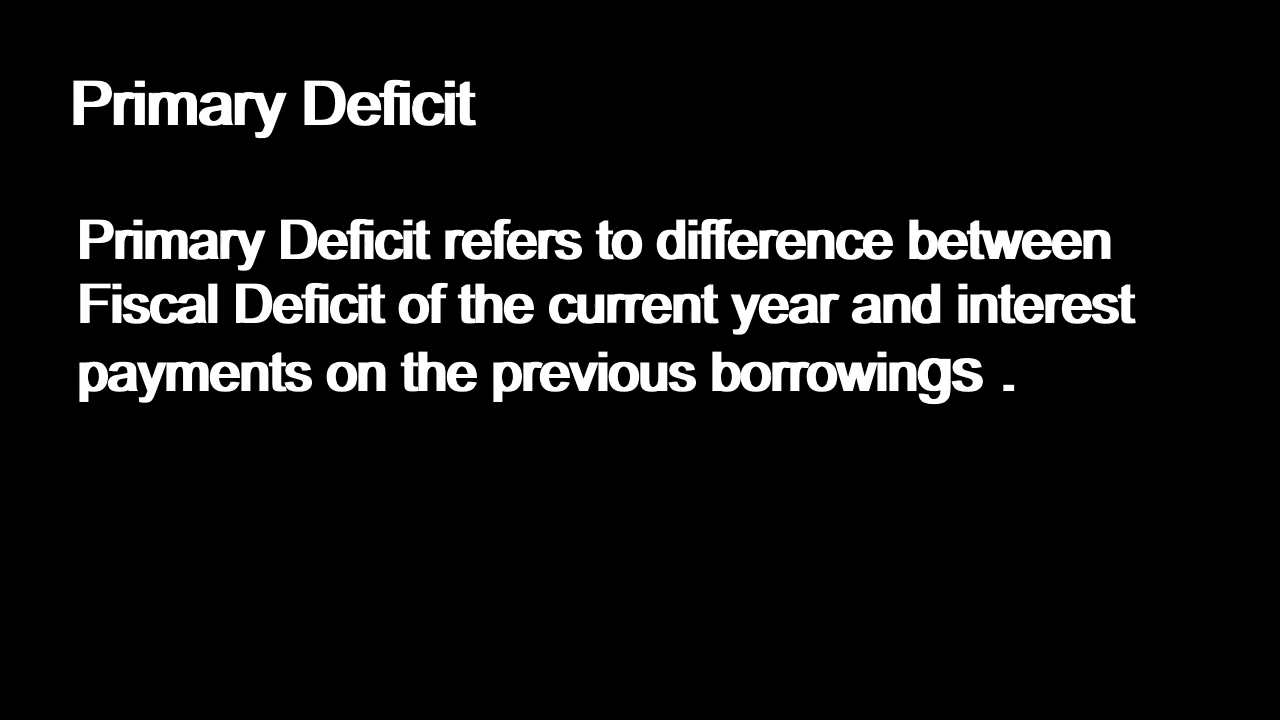 Primary Deficit
Primary Deficit refers to difference between
Fiscal Deficit of the current year and interest
payments on the previous borrowings .